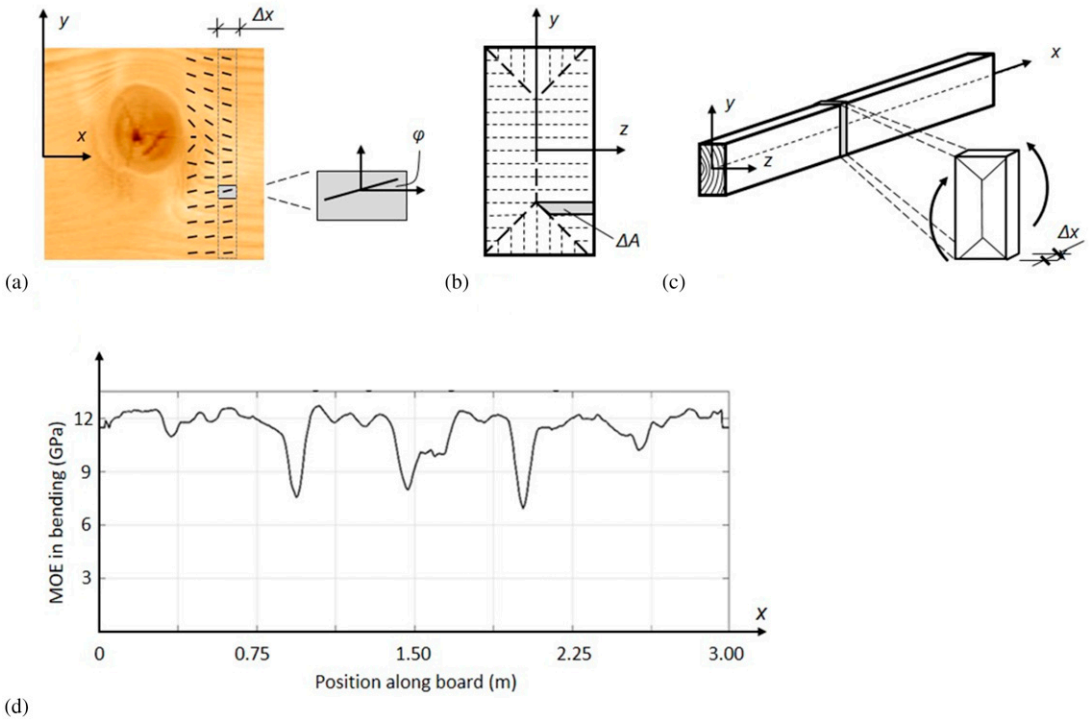 y
Δx
x
φ
(a)
y
z
ΔA
(b)
x
y
z
Δx
(c)
MOE in bending (GPa)
12
9
6
3
0
0.75
1.50
2.25
3.00
x
Position along board (m)
(d)